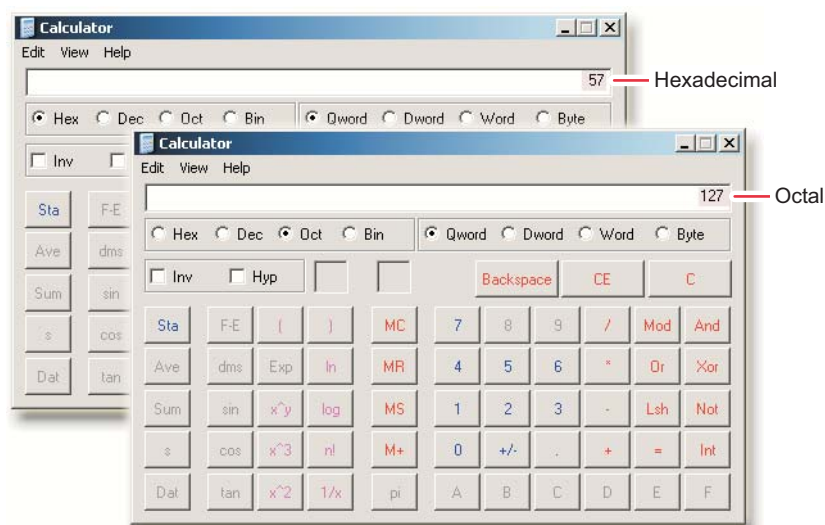 Calculator
Edit View Help
57
Hexadecimal
Hex Dec Oct Bin Qword Dword Word Byte
Inv
Sta F-E
Ave dms
Sum sin
s cos
Dat tan
Calculator
Edit View Help
127
Octal
Hex Dec Oct Bin Qword Dword Word Byte
Inv Hyp Backspace CE C
Sta F-E ( ) MC 7 8 9 / Mod And
Ave dms Exp ln MR 4 5 6 * Or Xor
Sum sin x^y log MS 1 2 3 - Lsh Not
s cos x^3 n! M+ 0 +/- . + = Int
Dat tan x^2 1/x pi A B C D E F